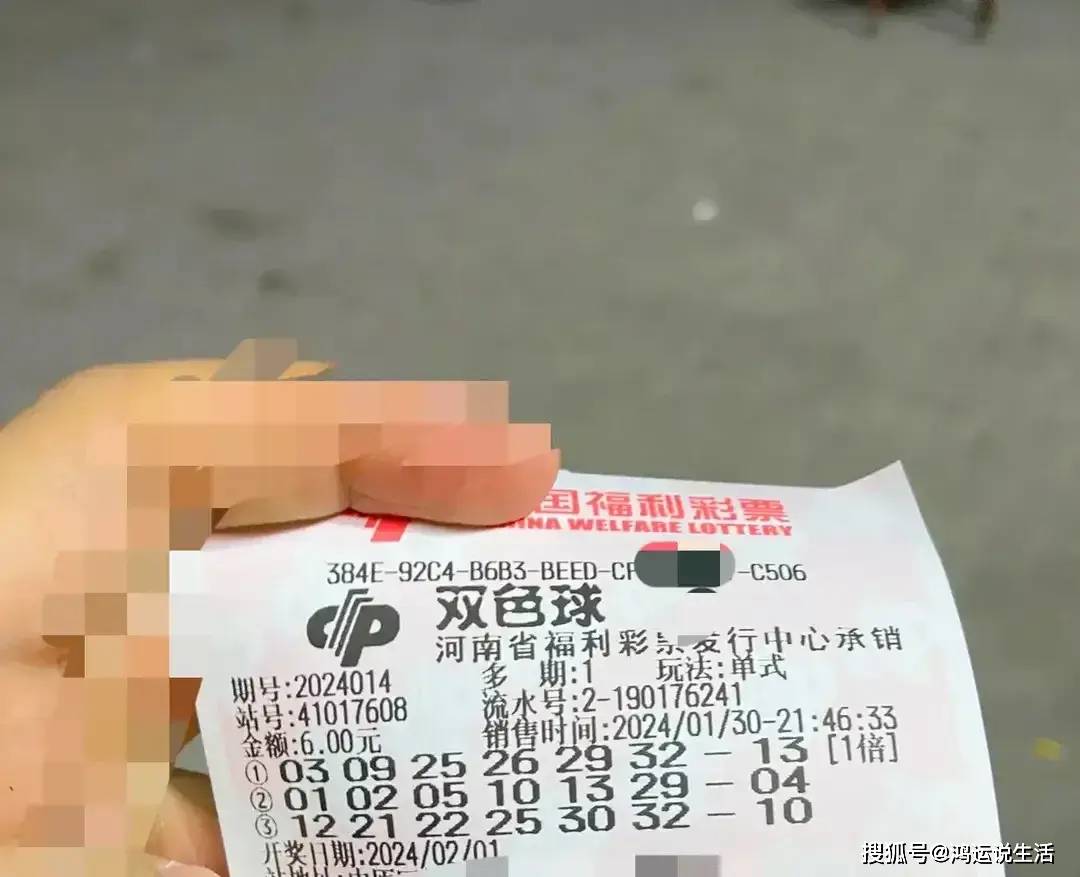 国福利彩票
CHINA WELFARE LOTTERY
384E-92C4-B6B3-BEED-CF -C506
双色球
河南省福利彩票发行中心承销
期号:2024014 多 期:1 玩法:单式
站号:41017608 流水号:2-190176241
金额:6.00元 销售时间:2024/01/30-21:46:33
① 03 09 25 26 29 32 - 13 [1倍]
② 01 02 05 10 13 29 - 04
③ 12 21 22 25 30 32 - 10
开奖日期:2024/02/01
站地址:
搜狐号@鸿运说生活